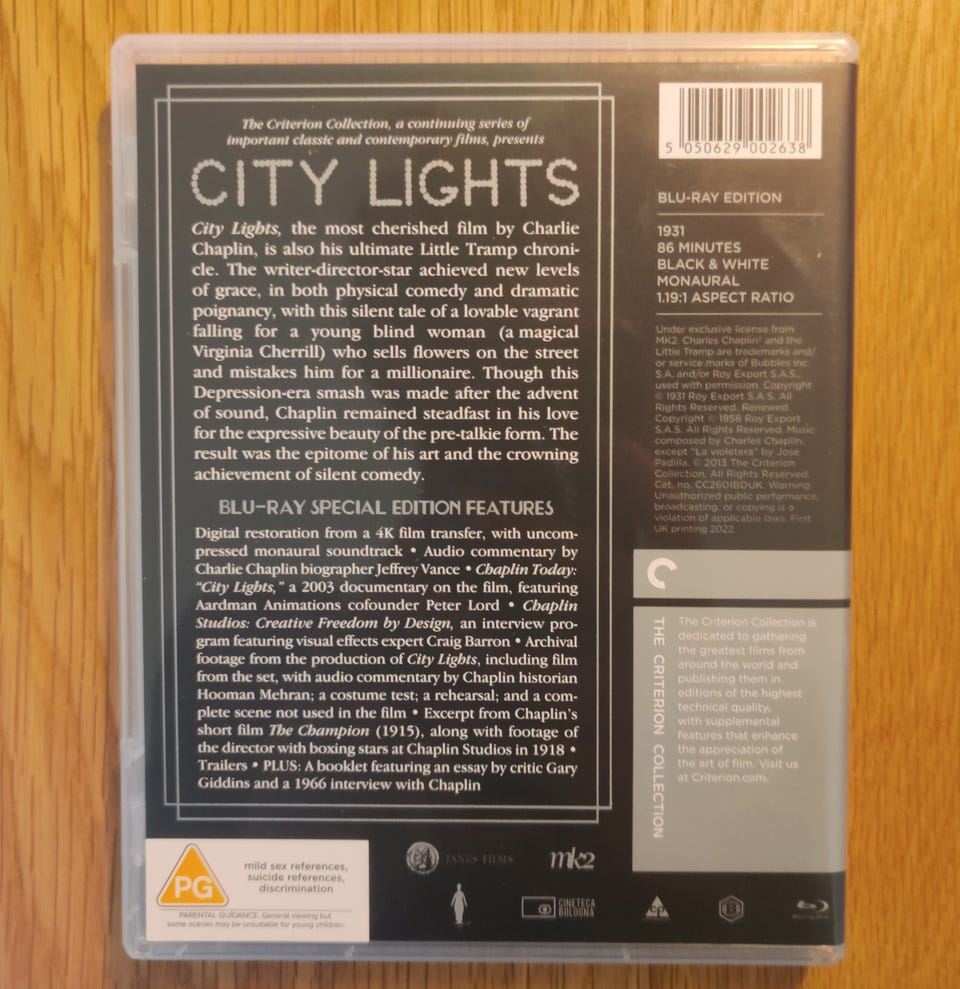 The Criterion Collection, a continuing series of
important classic and contemporary films, presents
CITY LIGHTS
City Lights, the most cherished film by Charlie
Chaplin, is also his ultimate Little Tramp chroni-
cle. The writer-director-star achieved new levels
of grace, in both physical comedy and dramatic
poignancy, with this silent tale of a lovable vagrant
falling for a young blind woman (a magical
Virginia Cherrill) who sells flowers on the street
and mistakes him for a millionaire. Though this
Depression-era smash was made after the advent
of sound, Chaplin remained steadfast in his love
for the expressive beauty of the pre-talkie form. The
result was the epitome of his art and the crowning
achievement of silent comedy.
BLU-RAY SPECIAL EDITION FEATURES
Digital restoration from a 4K film transfer, with uncom-
pressed monaural soundtrack • Audio commentary by
Charlie Chaplin biographer Jeffrey Vance • Chaplin Today:
"City Lights," a 2003 documentary on the film, featuring
Aardman Animations cofounder Peter Lord • Chaplin
Studios: Creative Freedom by Design, an interview pro-
gram featuring visual effects expert Craig Barron • Archival
footage from the production of City Lights, including film
from the set, with audio commentary by Chaplin historian
Hooman Mehran; a costume test; a rehearsal; and a com-
plete scene not used in the film • Excerpt from Chaplin's
short film The Champion (1915), along with footage of
the director with boxing stars at Chaplin Studios in 1918 •
Trailers • PLUS: A booklet featuring an essay by critic Gary
Giddins and a 1966 interview with Chaplin
5 050629 002638
BLU-RAY EDITION
1931
86 MINUTES
BLACK & WHITE
MONAURAL
1.19:1 ASPECT RATIO
Under exclusive license from
MK2. Charles Chaplin® and the
Little Tramp are trademarks and/
or service marks of Bubbles Inc.
S.A. and/or Roy Export S.A.S.,
used with permission. Copyright
© 1931 Roy Export S.A.S. All
Rights Reserved. Renewed.
Copyright © 1958 Roy Export
S.A.S. All Rights Reserved. Music
composed by Charles Chaplin,
except "La violetera" by José
Padilla. © 2013 The Criterion
Collection. All Rights Reserved.
Cat. no. CC2601BDUK. Warning:
Unauthorized public performance,
broadcasting, or copying is a
violation of applicable laws. First
UK printing 2022.
THE CRITERION COLLECTION
The Criterion Collection is
dedicated to gathering
the greatest films from
around the world and
publishing them in
editions of the highest
technical quality,
with supplemental
features that enhance
the appreciation of
the art of film. Visit us
at Criterion.com.
PG
mild sex references,
suicide references,
discrimination
PARENTAL GUIDANCE. General viewing but
some scenes may be unsuitable for young children.
JANUS FILMS
mk2
CINETECA
BOLOGNA